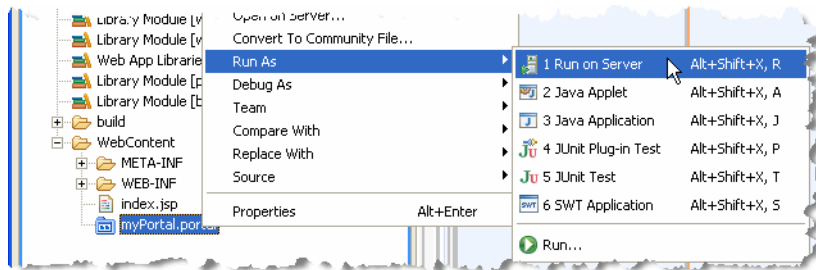 Open on Server...
Library Module [
Convert To Community File...
Library Module [
Run As
1 Run on Server Alt+Shift+X, R
Web App Librarie
Debug As
2 Java Applet Alt+Shift+X, A
Library Module [p
Team
3 Java Application Alt+Shift+X, J
Library Module [b
Compare With
4 JUnit Plug-in Test Alt+Shift+X, P
build
Replace With
5 JUnit Test Alt+Shift+X, T
WebContent
Source
6 SWT Application Alt+Shift+X, S
META-INF
WEB-INF
index.jsp
Properties Alt+Enter
myPortal.portal
Run...